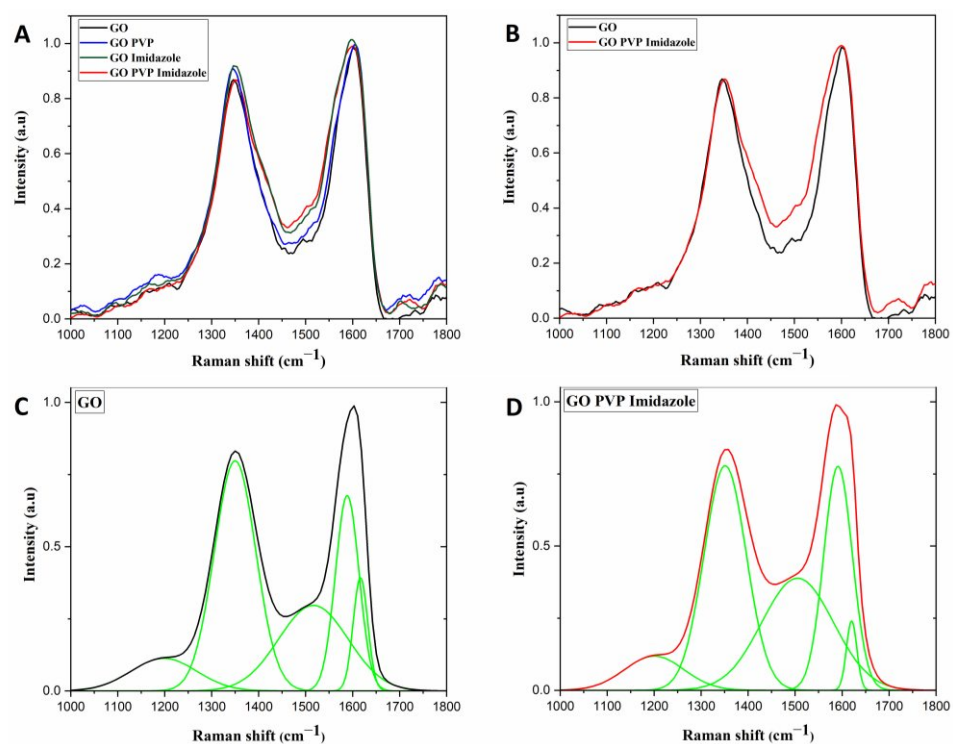 A
GO
GO PVP
GO Imidazole
GO PVP Imidazole
Intensity (a.u)
1.0
0.8
0.6
0.4
0.2
0.0
1000 1100 1200 1300 1400 1500 1600 1700 1800
Raman shift (cm⁻¹)
B
GO
GO PVP Imidazole
Intensity (a.u)
1.0
0.8
0.6
0.4
0.2
0.0
1000 1100 1200 1300 1400 1500 1600 1700 1800
Raman shift (cm⁻¹)
C
GO
Intensity (a.u)
1.0
0.5
0.0
1000 1100 1200 1300 1400 1500 1600 1700 1800
Raman shift (cm⁻¹)
D
GO PVP Imidazole
Intensity (a.u)
1.0
0.5
0.0
1000 1100 1200 1300 1400 1500 1600 1700 1800
Raman shift (cm⁻¹)